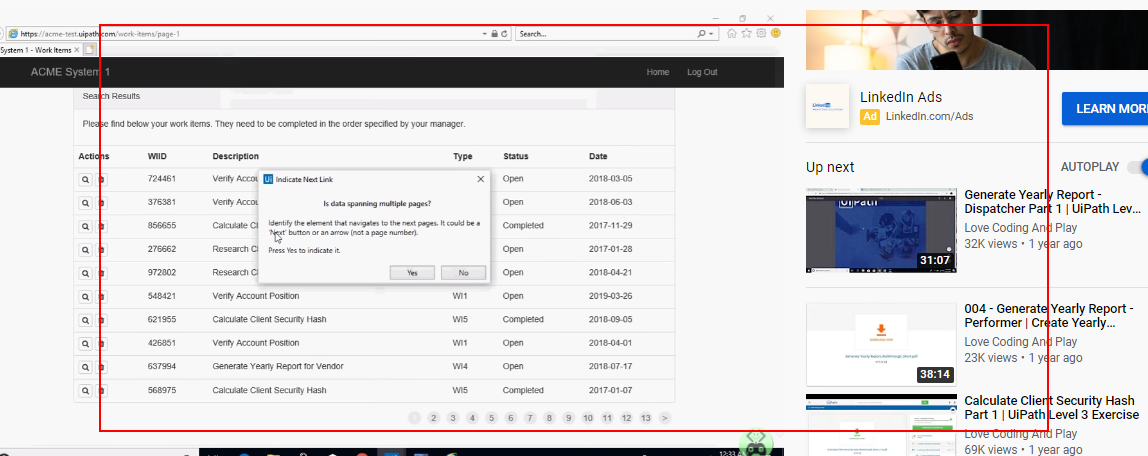 https://acme-test.uipath.com/work-items/page-1
Search...
System 1 - Work Items
ACME System 1
Home
Log Out
Search Results
Please find below your work items. They need to be completed in the order specified by your manager.
Actions WIID Description Type Status Date
724461 Verify Accou Open 2018-03-05
376381 Verify Accou Open 2018-06-03
856655 Calculate Cl Completed 2017-11-29
276662 Research C Open 2017-01-28
972802 Research C Open 2018-04-21
548421 Verify Account Position WI1 Open 2019-03-26
621955 Calculate Client Security Hash WI5 Completed 2018-09-05
426851 Verify Account Position WI1 Open 2018-04-01
637994 Generate Yearly Report for Vendor WI4 Open 2018-07-17
568975 Calculate Client Security Hash WI5 Completed 2017-01-07
2 3 4 5 6 7 8 9 10 11 12 13 >
Ui Indicate Next Link
Is data spanning multiple pages?
Identify the element that navigates to the next pages. It could be a
'Next' button or an arrow (not a page number).
Press Yes to indicate it.
Yes
No
LinkedIn Ads
Ad LinkedIn.com/Ads
LEARN MOR
Up next
AUTOPLAY
UiPath
31:07
Generate Yearly Report -
Dispatcher Part 1 | UiPath Lev...
Love Coding And Play
32K views • 1 year ago
38:14
004 - Generate Yearly Report -
Performer | Create Yearly...
Love Coding And Play
23K views • 1 year ago
Calculate Client Security Hash
Part 1 | UiPath Level 3 Exercise
Love Coding And Play
69K views • 1 year ago